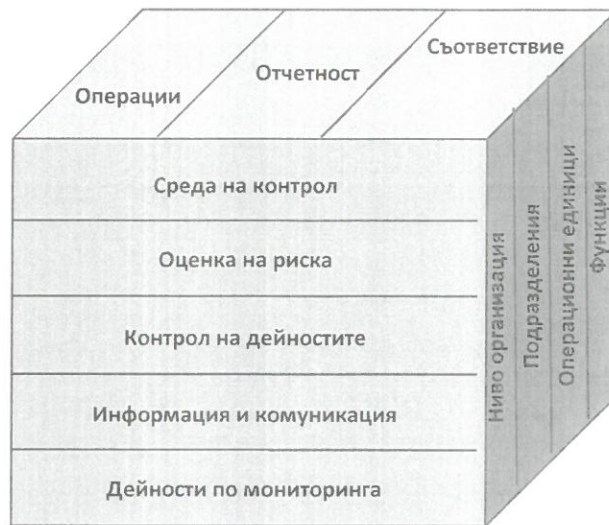 Операции
Отчетност
Съответствие
Среда на контрол
Оценка на риска
Контрол на дейностите
Информация и комуникация
Дейности по мониторинга
Ниво организация
Подразделения
Операционни единици
Функции